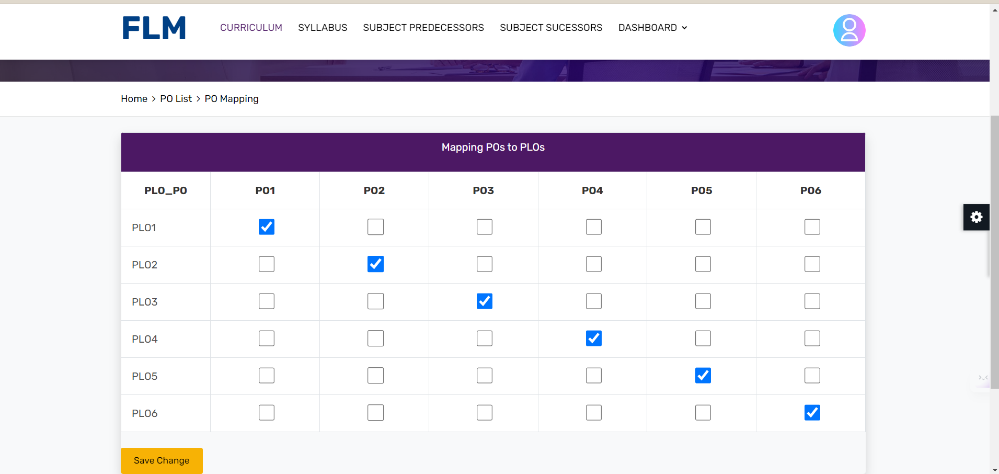 FLM CURRICULUM SYLLABUS SUBJECT PREDECESSORS SUBJECT SUCESSORS DASHBOARD
Home > PO List > PO Mapping
Mapping POs to PLOs
PLO_PO PO1 PO2 PO3 PO4 PO5 PO6
PLO1
PLO2
PLO3
PLO4
PLO5
PLO6
Save Change